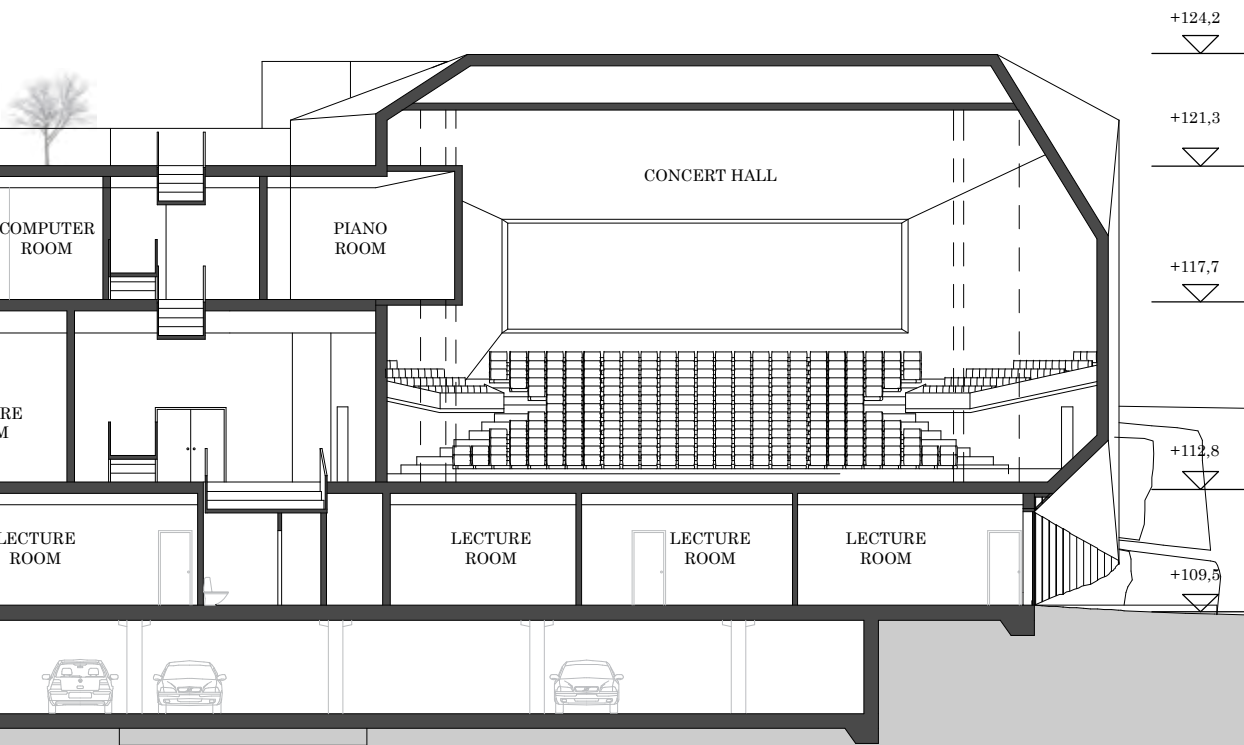 +124,2
+121,3
CONCERT HALL
COMPUTER
ROOM
PIANO
ROOM
+117,7
RE
M
+112,8
LECTURE
ROOM
LECTURE
ROOM
LECTURE
ROOM
LECTURE
ROOM
+109,5